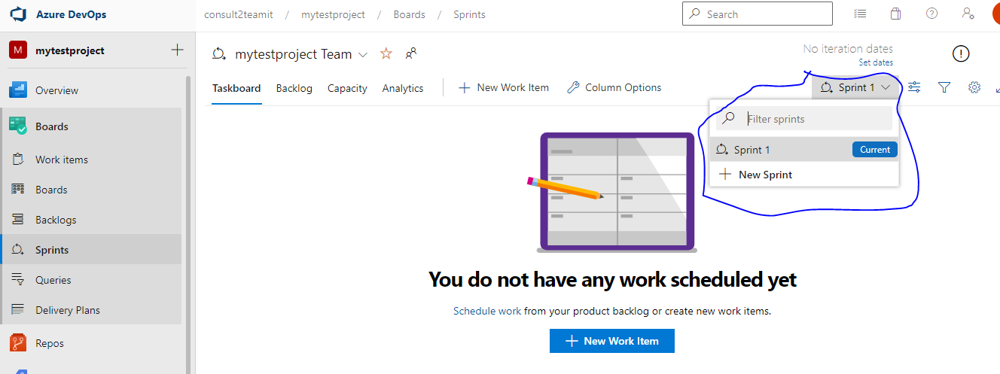 Azure DevOps
consult2teamit / mytestproject / Boards / Sprints
Search
M mytestproject
mytestproject Team
No iteration dates
Set dates
Taskboard Backlog Capacity Analytics New Work Item Column Options
Sprint 1
Filter sprints
Sprint 1 Current
New Sprint
Overview
Boards
Work items
Boards
Backlogs
Sprints
Queries
Delivery Plans
Repos
You do not have any work scheduled yet
Schedule work from your product backlog or create new work items.
New Work Item